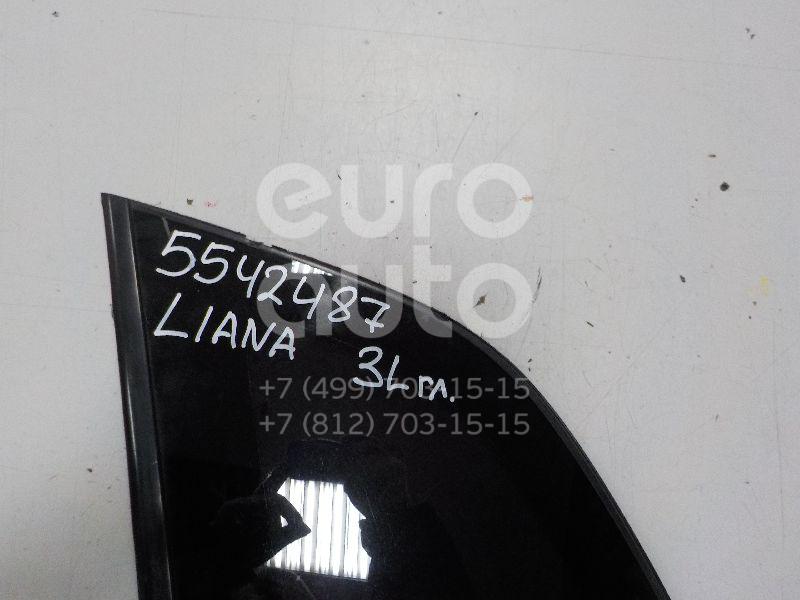 euro
auto
5542487
LIANA
3L гл.
+7 (499) 703-15-15
+7 (812) 703-15-15